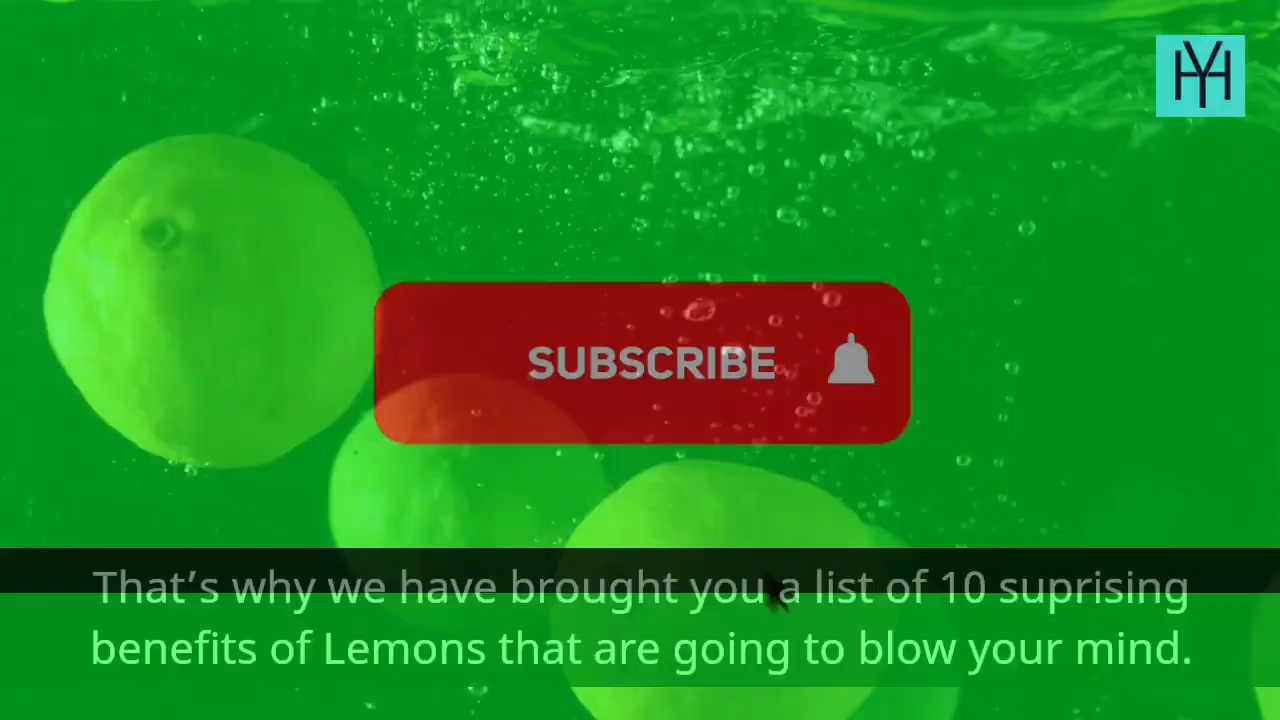 YH
SUBSCRIBE
That’s why we have brought you a list of 10 suprising
benefits of Lemons that are going to blow your mind.